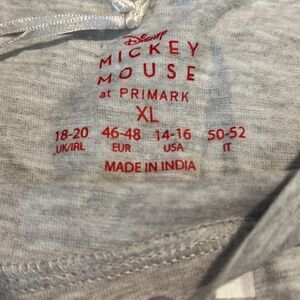 Disney
MICKEY
MOUSE
at PRIMARK
XL
18-20 46-48 14-16 50-52
UK/IRL EUR USA IT
MADE IN INDIA